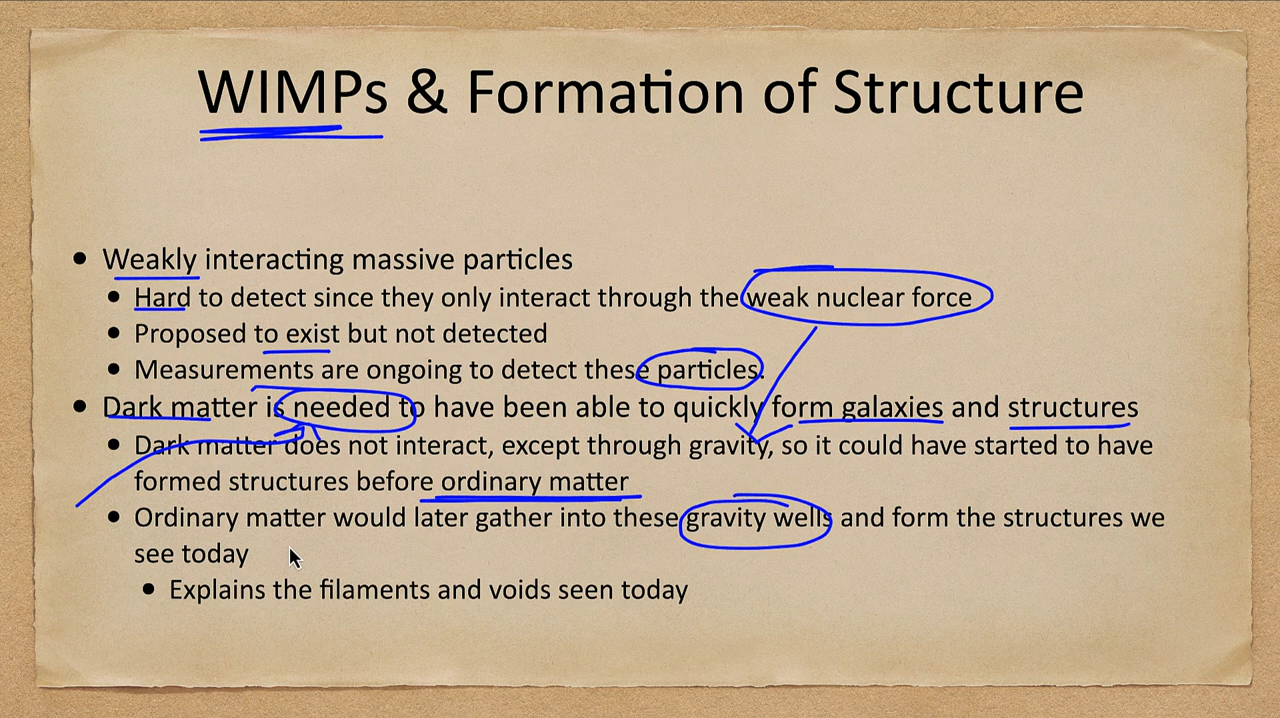 WIMPs & Formation of Structure
• Weakly interacting massive particles
• Hard to detect since they only interact through the weak nuclear force
• Proposed to exist but not detected
• Measurements are ongoing to detect these particles.
• Dark matter is needed to have been able to quickly form galaxies and structures
• Dark matter does not interact, except through gravity, so it could have started to have
formed structures before ordinary matter
• Ordinary matter would later gather into these gravity wells and form the structures we
see today
• Explains the filaments and voids seen today